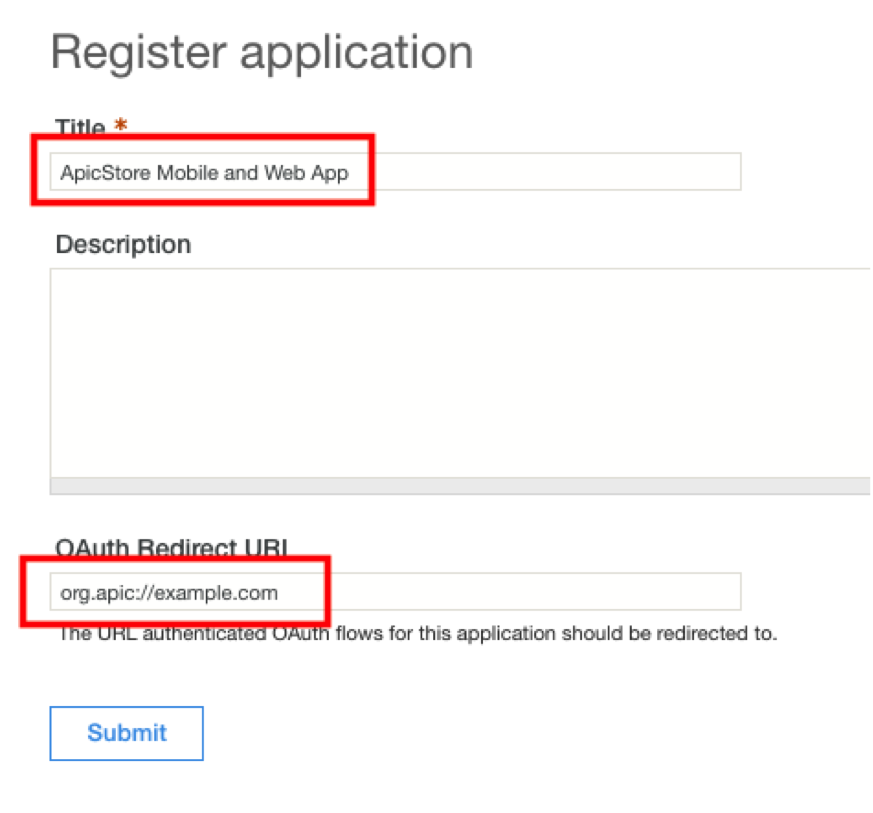 Register application
Title *
ApicStore Mobile and Web App
Description
OAuth Redirect URI
org.apic://example.com
The URL authenticated OAuth flows for this application should be redirected to.
Submit